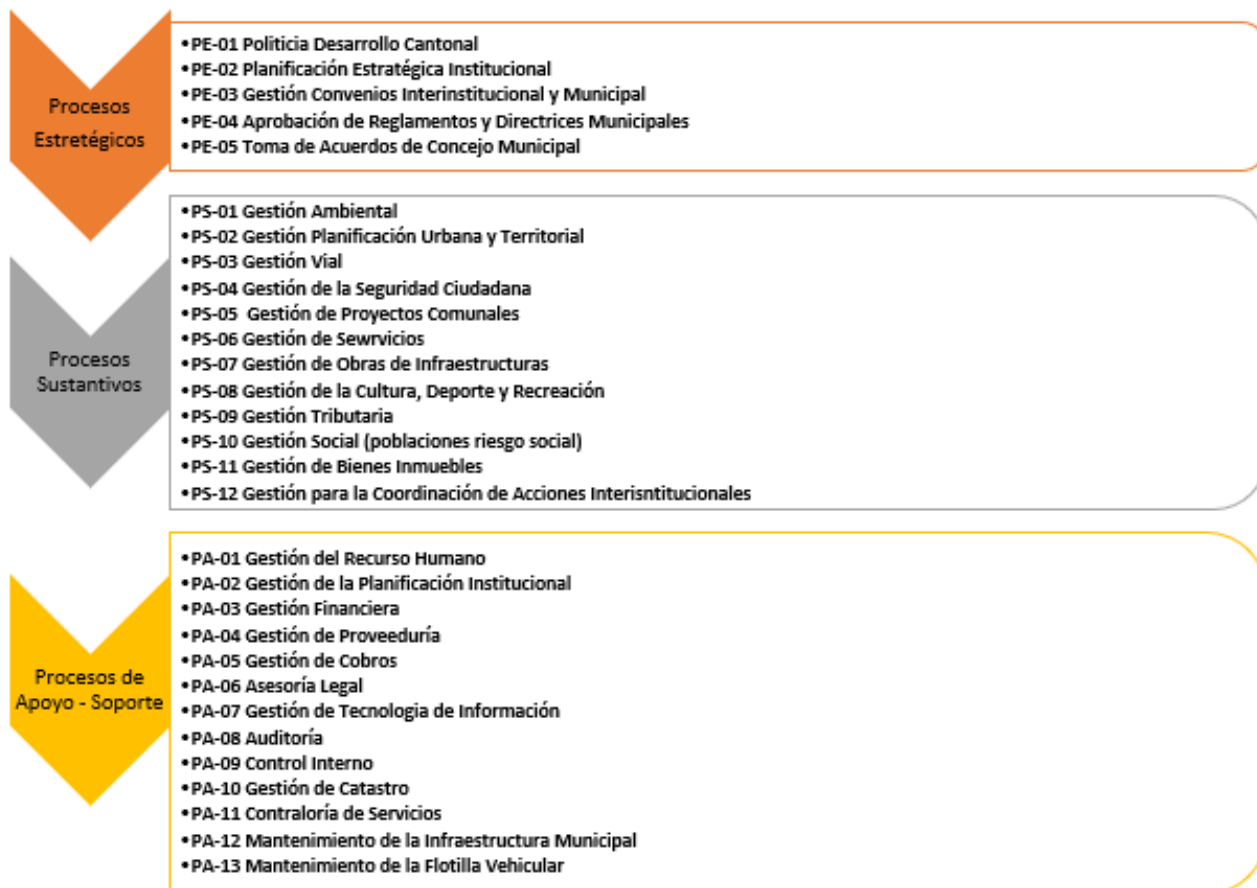 Procesos
Estretégicos
•PE-01 Politicia Desarrollo Cantonal
•PE-02 Planificación Estratégica Institucional
•PE-03 Gestión Convenios Interinstitucional y Municipal
•PE-04 Aprobación de Reglamentos y Directrices Municipales
•PE-05 Toma de Acuerdos de Concejo Municipal
Procesos
Sustantivos
•PS-01 Gestión Ambiental
•PS-02 Gestión Planificación Urbana y Territorial
•PS-03 Gestión Vial
•PS-04 Gestión de la Seguridad Ciudadana
•PS-05 Gestión de Proyectos Comunales
•PS-06 Gestión de Sewrvicios
•PS-07 Gestión de Obras de Infraestructuras
•PS-08 Gestión de la Cultura, Deporte y Recreación
•PS-09 Gestión Tributaria
•PS-10 Gestión Social (poblaciones riesgo social)
•PS-11 Gestión de Bienes Inmuebles
•PS-12 Gestión para la Coordinación de Acciones Interisntitucionales
Procesos de
Apoyo - Soporte
•PA-01 Gestión del Recurso Humano
•PA-02 Gestión de la Planificación Institucional
•PA-03 Gestión Financiera
•PA-04 Gestión de Proveeduría
•PA-05 Gestión de Cobros
•PA-06 Asesoría Legal
•PA-07 Gestión de Tecnologia de Información
•PA-08 Auditoría
•PA-09 Control Interno
•PA-10 Gestión de Catastro
•PA-11 Contraloría de Servicios
•PA-12 Mantenimiento de la Infraestructura Municipal
•PA-13 Mantenimiento de la Flotilla Vehicular